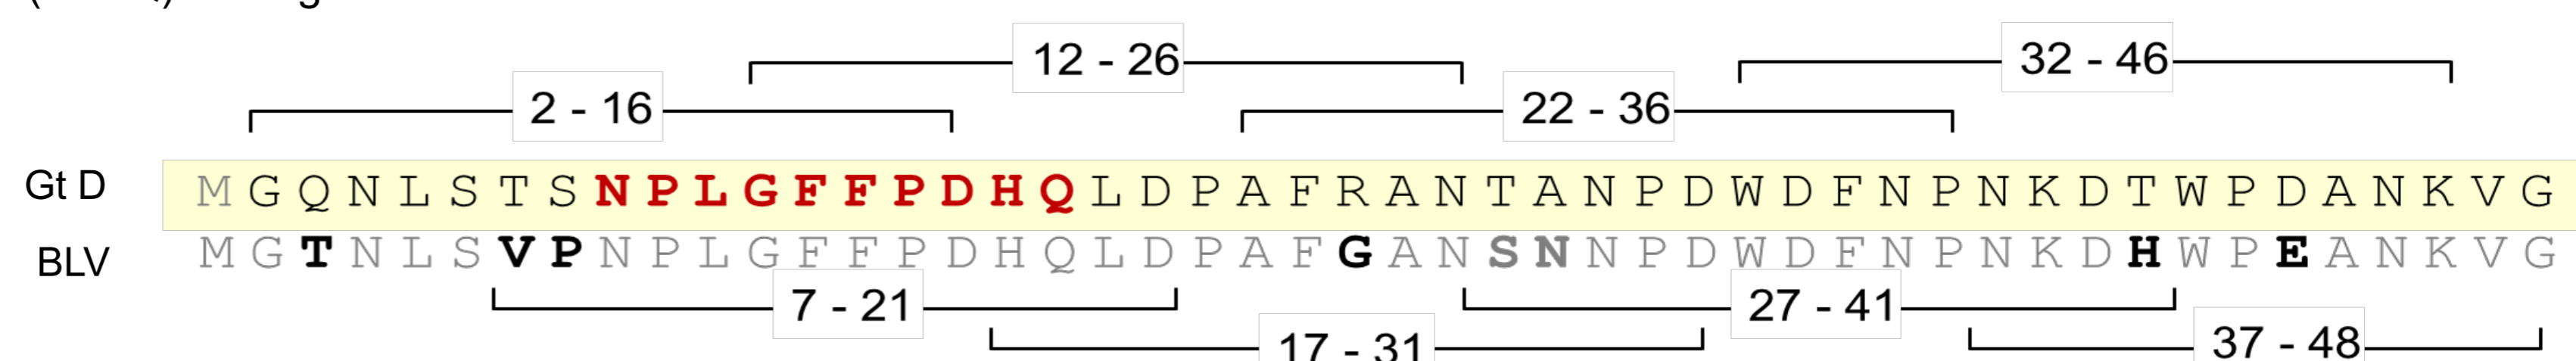 12 - 26
32 - 46
2 - 16
22 - 36
Gt D M G Q N L S T S N P L G F F P D H Q L D P A F R A N T A N P D W D F N P N K D T W P D A N K V G
BLV M G T N L S V P N P L G F F P D H Q L D P A F G A N S N N P D W D F N P N K D H W P E A N K V G
7 - 21
27 - 41
17 - 31
37 - 48